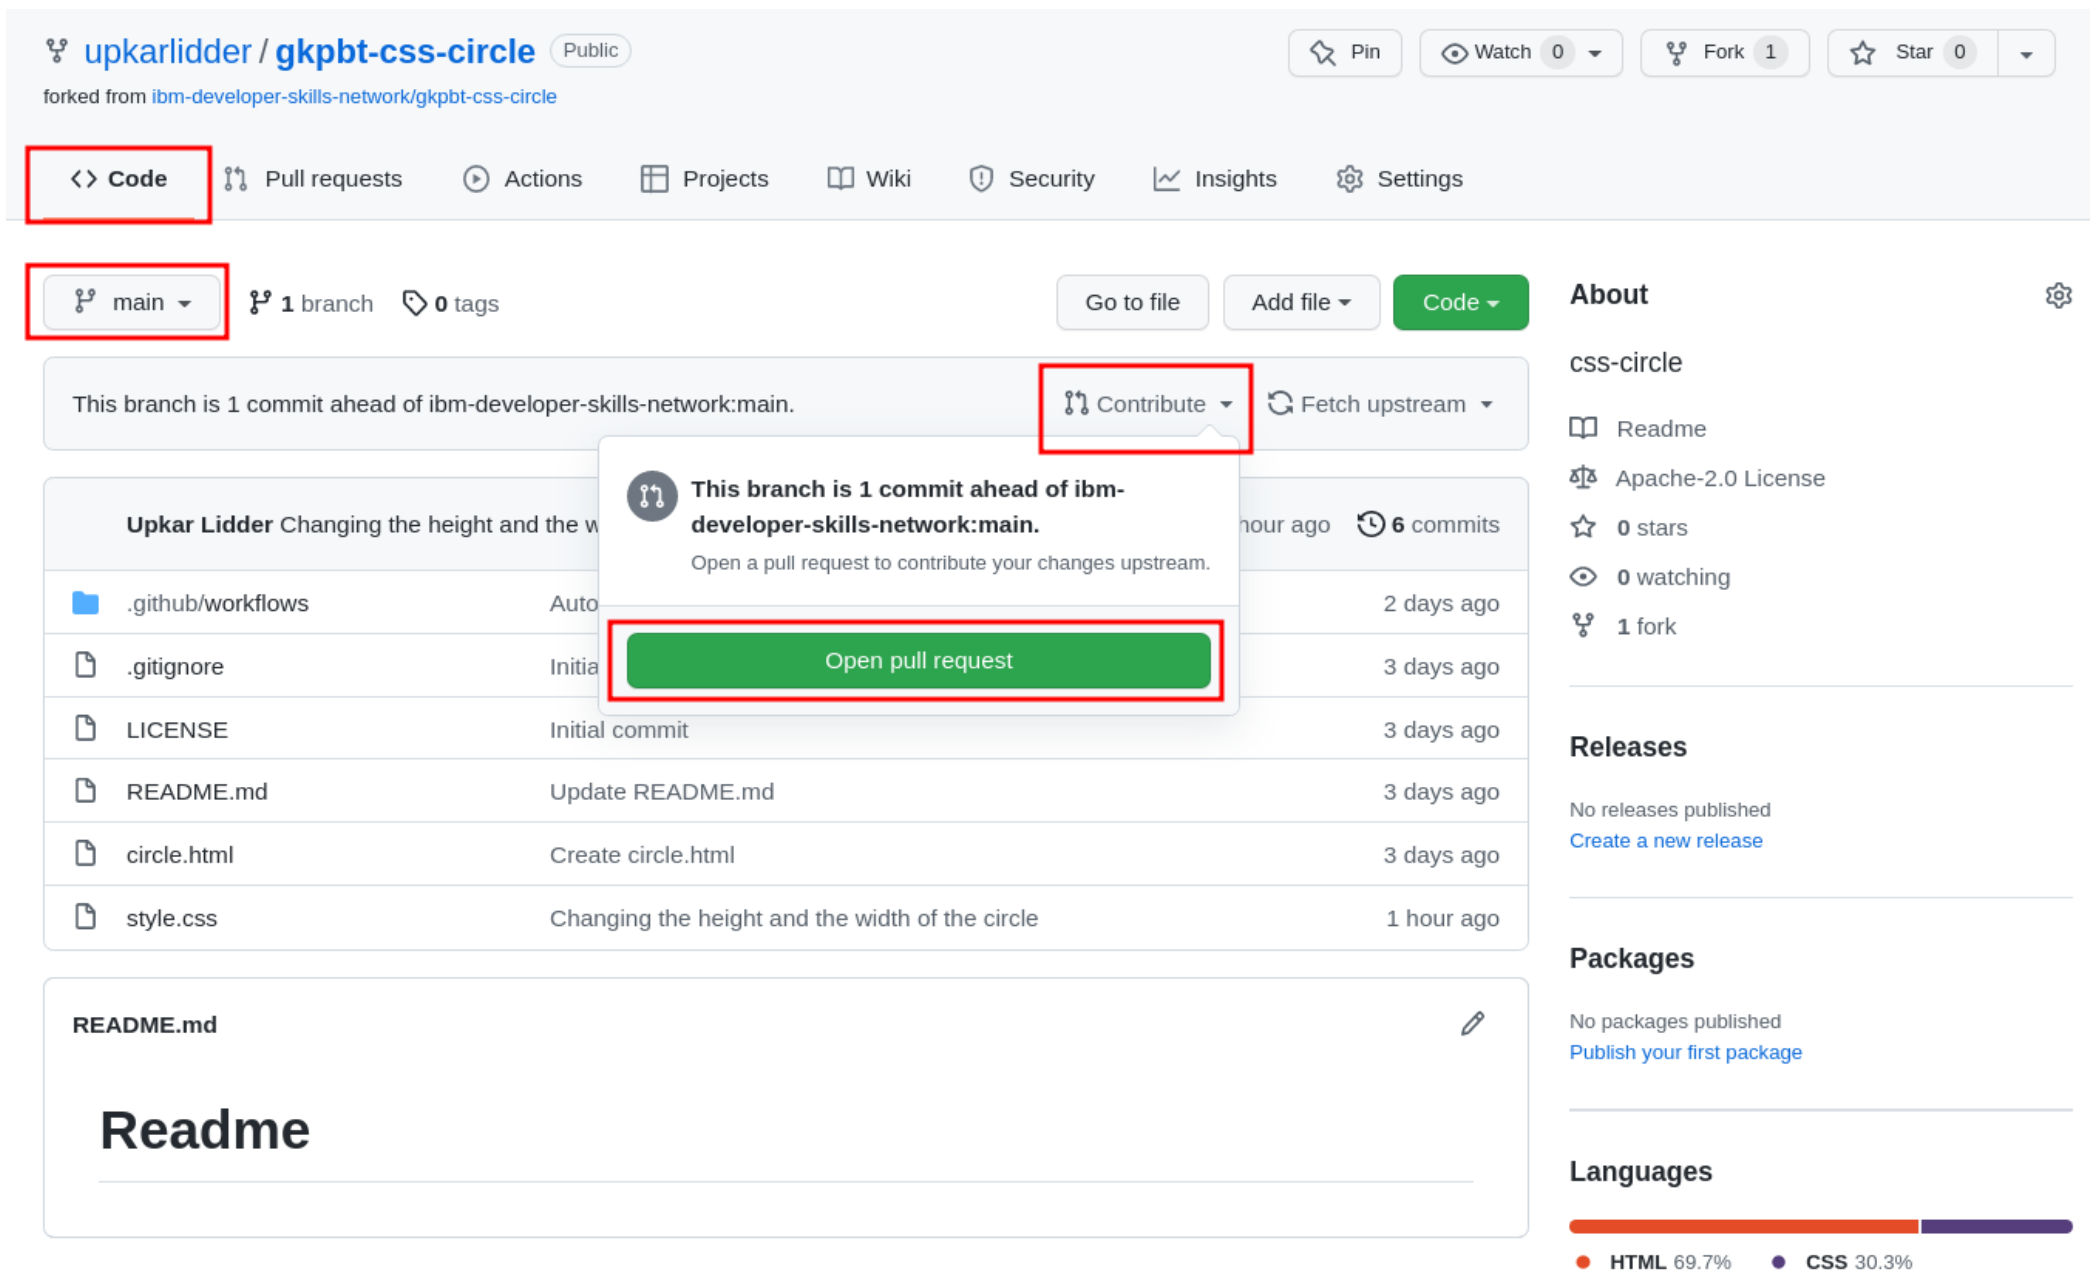 upkarlidder / gkpbt-css-circle Public
Pin Watch 0 Fork 1 Star 0
forked from ibm-developer-skills-network/gkpbt-css-circle
Code Pull requests Actions Projects Wiki Security Insights Settings
main 1 branch 0 tags Go to file Add file Code
This branch is 1 commit ahead of ibm-developer-skills-network:main. Contribute Fetch upstream
This branch is 1 commit ahead of ibm-
developer-skills-network:main.
Open a pull request to contribute your changes upstream.
Open pull request
Upkar Lidder Changing the height and the hour ago 6 commits
.github/workflows 2 days ago
.gitignore 3 days ago
LICENSE Initial commit 3 days ago
README.md Update README.md 3 days ago
circle.html Create circle.html 3 days ago
style.css Changing the height and the width of the circle 1 hour ago
README.md
Readme
About
css-circle
Readme
Apache-2.0 License
0 stars
0 watching
1 fork
Releases
No releases published
Create a new release
Packages
No packages published
Publish your first package
Languages
HTML 69.7% CSS 30.3%